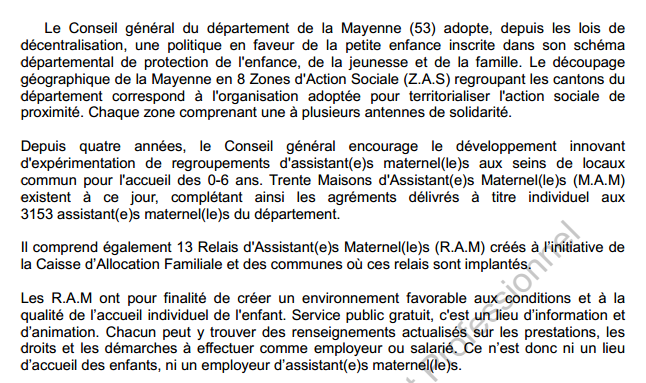 Le Conseil général du département de la Mayenne (53) adopte, depuis les lois de
décentralisation, une politique en faveur de la petite enfance inscrite dans son schéma
départemental de protection de l'enfance, de la jeunesse et de la famille. Le découpage
géographique de la Mayenne en 8 Zones d'Action Sociale (Z.A.S) regroupant les cantons du
département correspond à l'organisation adoptée pour territorialiser l'action sociale de
proximité. Chaque zone comprenant une à plusieurs antennes de solidarité.
Depuis quatre années, le Conseil général encourage le développement innovant
d'expérimentation de regroupements d'assistant(e)s maternel(le)s aux seins de locaux
commun pour l'accueil des 0-6 ans. Trente Maisons d'Assistant(e)s Maternel(le)s (M.A.M)
existent à ce jour, complétant ainsi les agréments délivrés à titre individuel aux
3153 assistant(e)s maternel(le)s du département.
Il comprend également 13 Relais d'Assistant(e)s Maternel(le)s (R.A.M) créés à l'initiative de
la Caisse d'Allocation Familiale et des communes où ces relais sont implantés.
Les R.A.M ont pour finalité de créer un environnement favorable aux conditions et à la
qualité de l'accueil individuel de l'enfant. Service public gratuit, c'est un lieu d'information et
d'animation. Chacun peut y trouver des renseignements actualisés sur les prestations, les
droits et les démarches à effectuer comme employeur ou salarié. Ce n'est donc ni un lieu
d'accueil des enfants, ni un employeur d'assistant(e)s maternel(le)s.
Professionnel